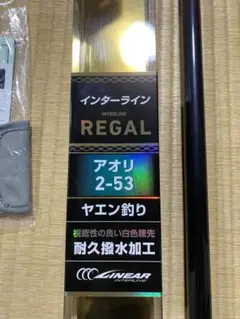 インターライン
INTERLINE
REGAL
アオリ
2-53
ヤエン釣り
視認性の良い白色穂先
耐久撥水加工
LINEAR
INTERLINE